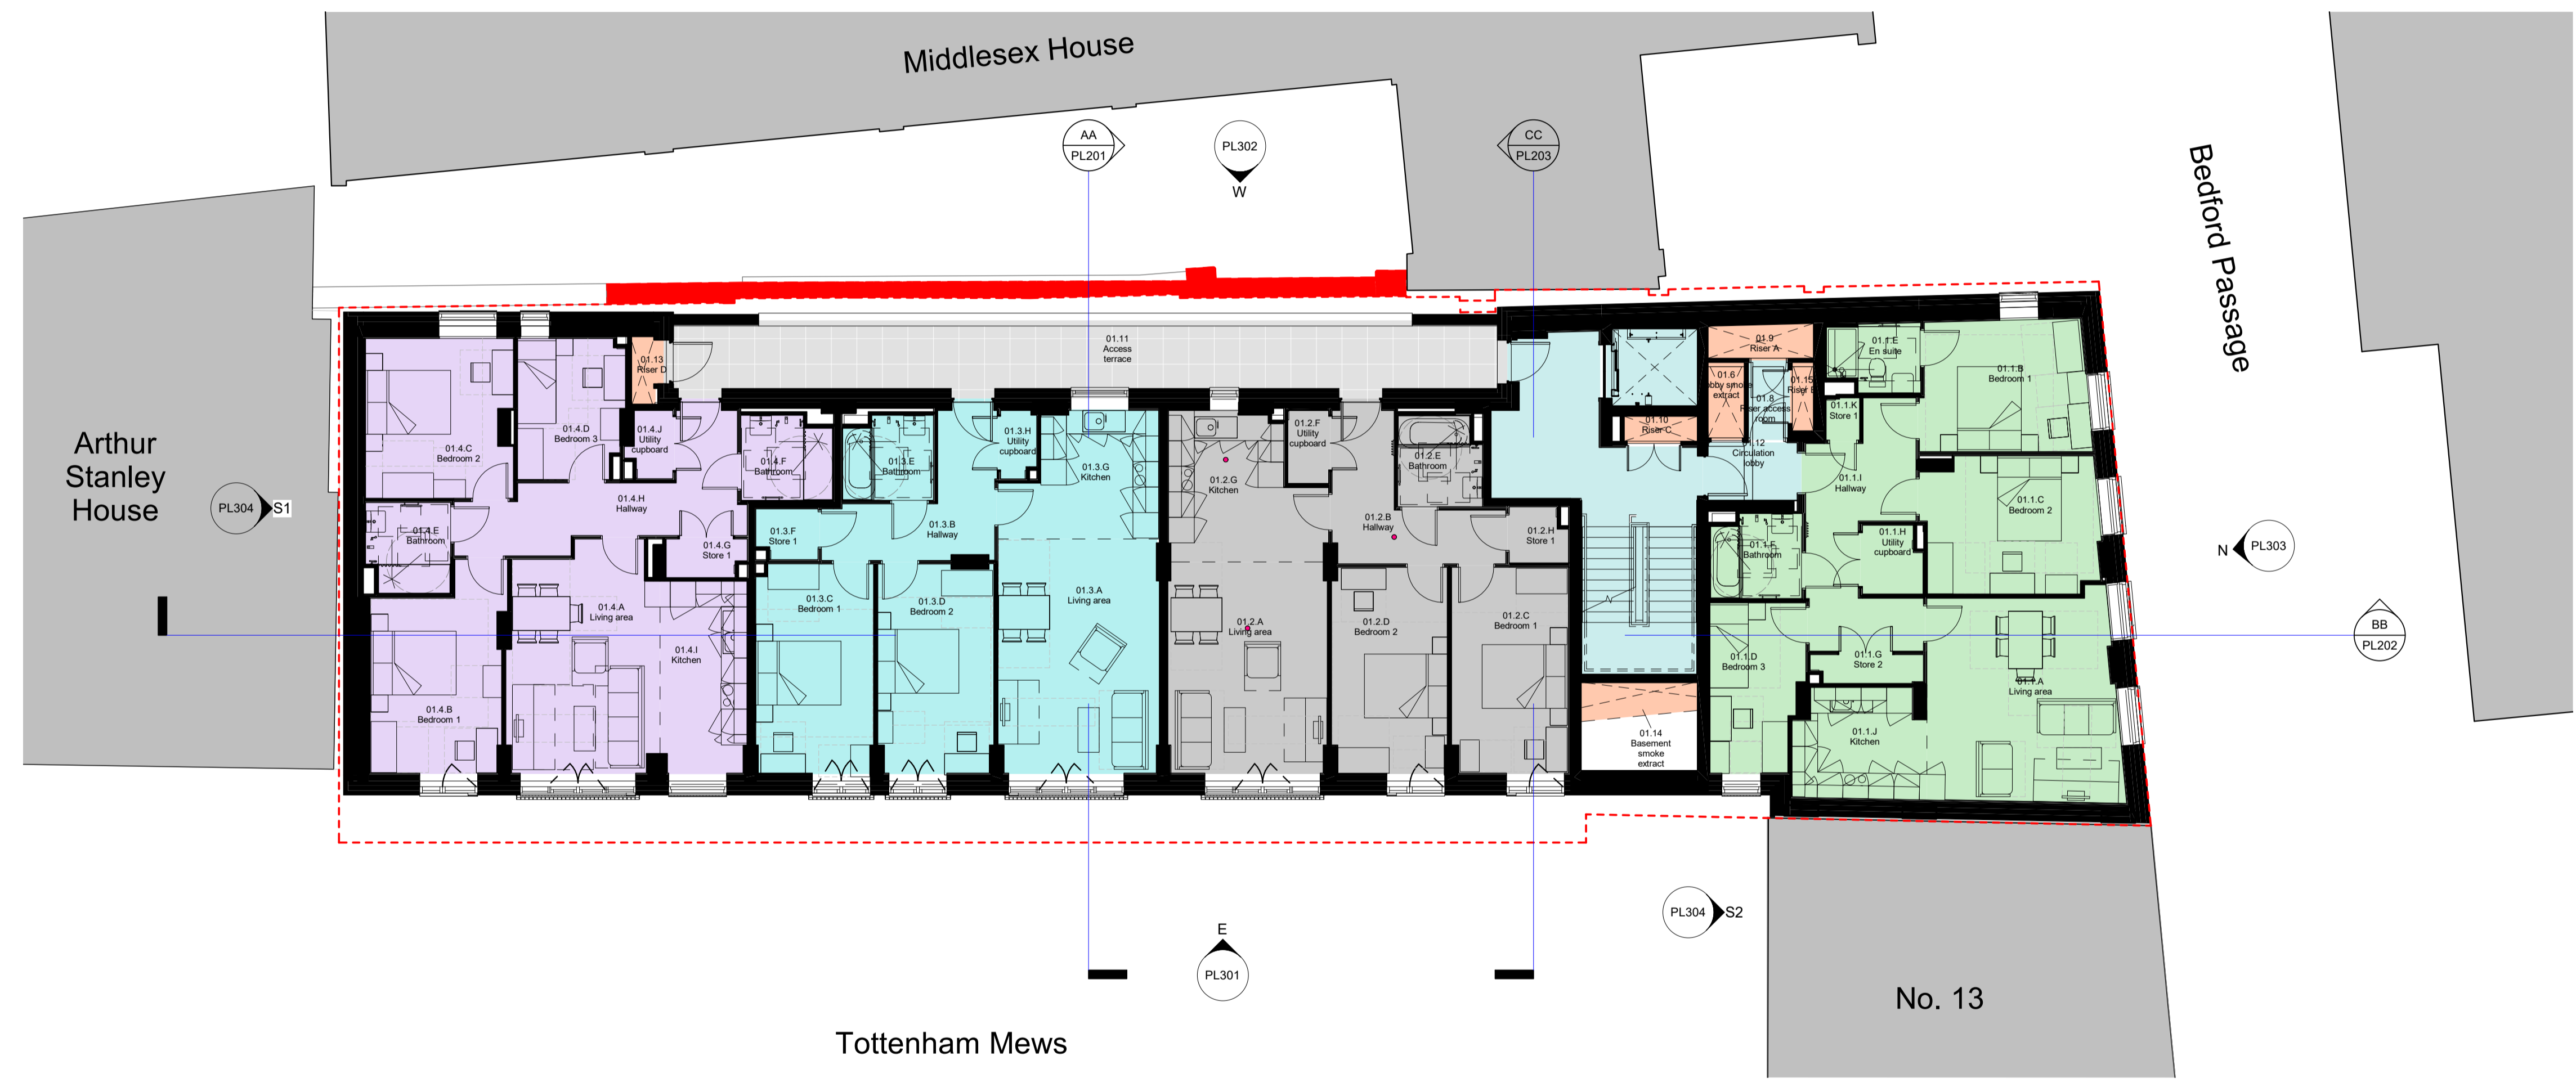 Middlesex House
Bedford Passage
Arthur
Stanley
House
AA
PL201
PL302
W
CC
PL203
PL304
S1
N
PL303
BB
PL202
PL304
S2
E
PL301
No. 13
Tottenham Mews
01.4.C
Bedroom 2
01.4.D
Bedroom 3
01.13
Riser D
01.4.J
Utility
cupboard
01.4.F
Bathroom
01.4.H
Hallway
01.4.E
Bathroom
01.4.G
Store 1
01.4.A
Living area
01.4.I
Kitchen
01.4.B
Bedroom 1
01.11
Access
terrace
01.3.E
Bathroom
01.3.H
Utility
cupboard
01.3.G
Kitchen
01.3.F
Store 1
01.3.B
Hallway
01.3.C
Bedroom 1
01.3.D
Bedroom 2
01.3.A
Living area
01.2.F
Utility
cupboard
01.2.G
Kitchen
01.2.E
Bathroom
01.2.B
Hallway
01.2.H
Store 1
01.2.A
Living area
01.2.D
Bedroom 2
01.2.C
Bedroom 1
01.9
Riser A
01.6
lobby smoke
extract
01.15
Riser
01.8
Riser access
room
01.10
Riser C
01.12
Circulation
lobby
01.14
Basement
smoke
extract
01.1.E
En suite
01.1.B
Bedroom 1
01.1.K
Store 1
01.1.I
Hallway
01.1.C
Bedroom 2
01.1.F
Bathroom
01.1.H
Utility
cupboard
01.1.D
Bedroom 3
01.1.G
Store 2
01.1.A
Living area
01.1.J
Kitchen